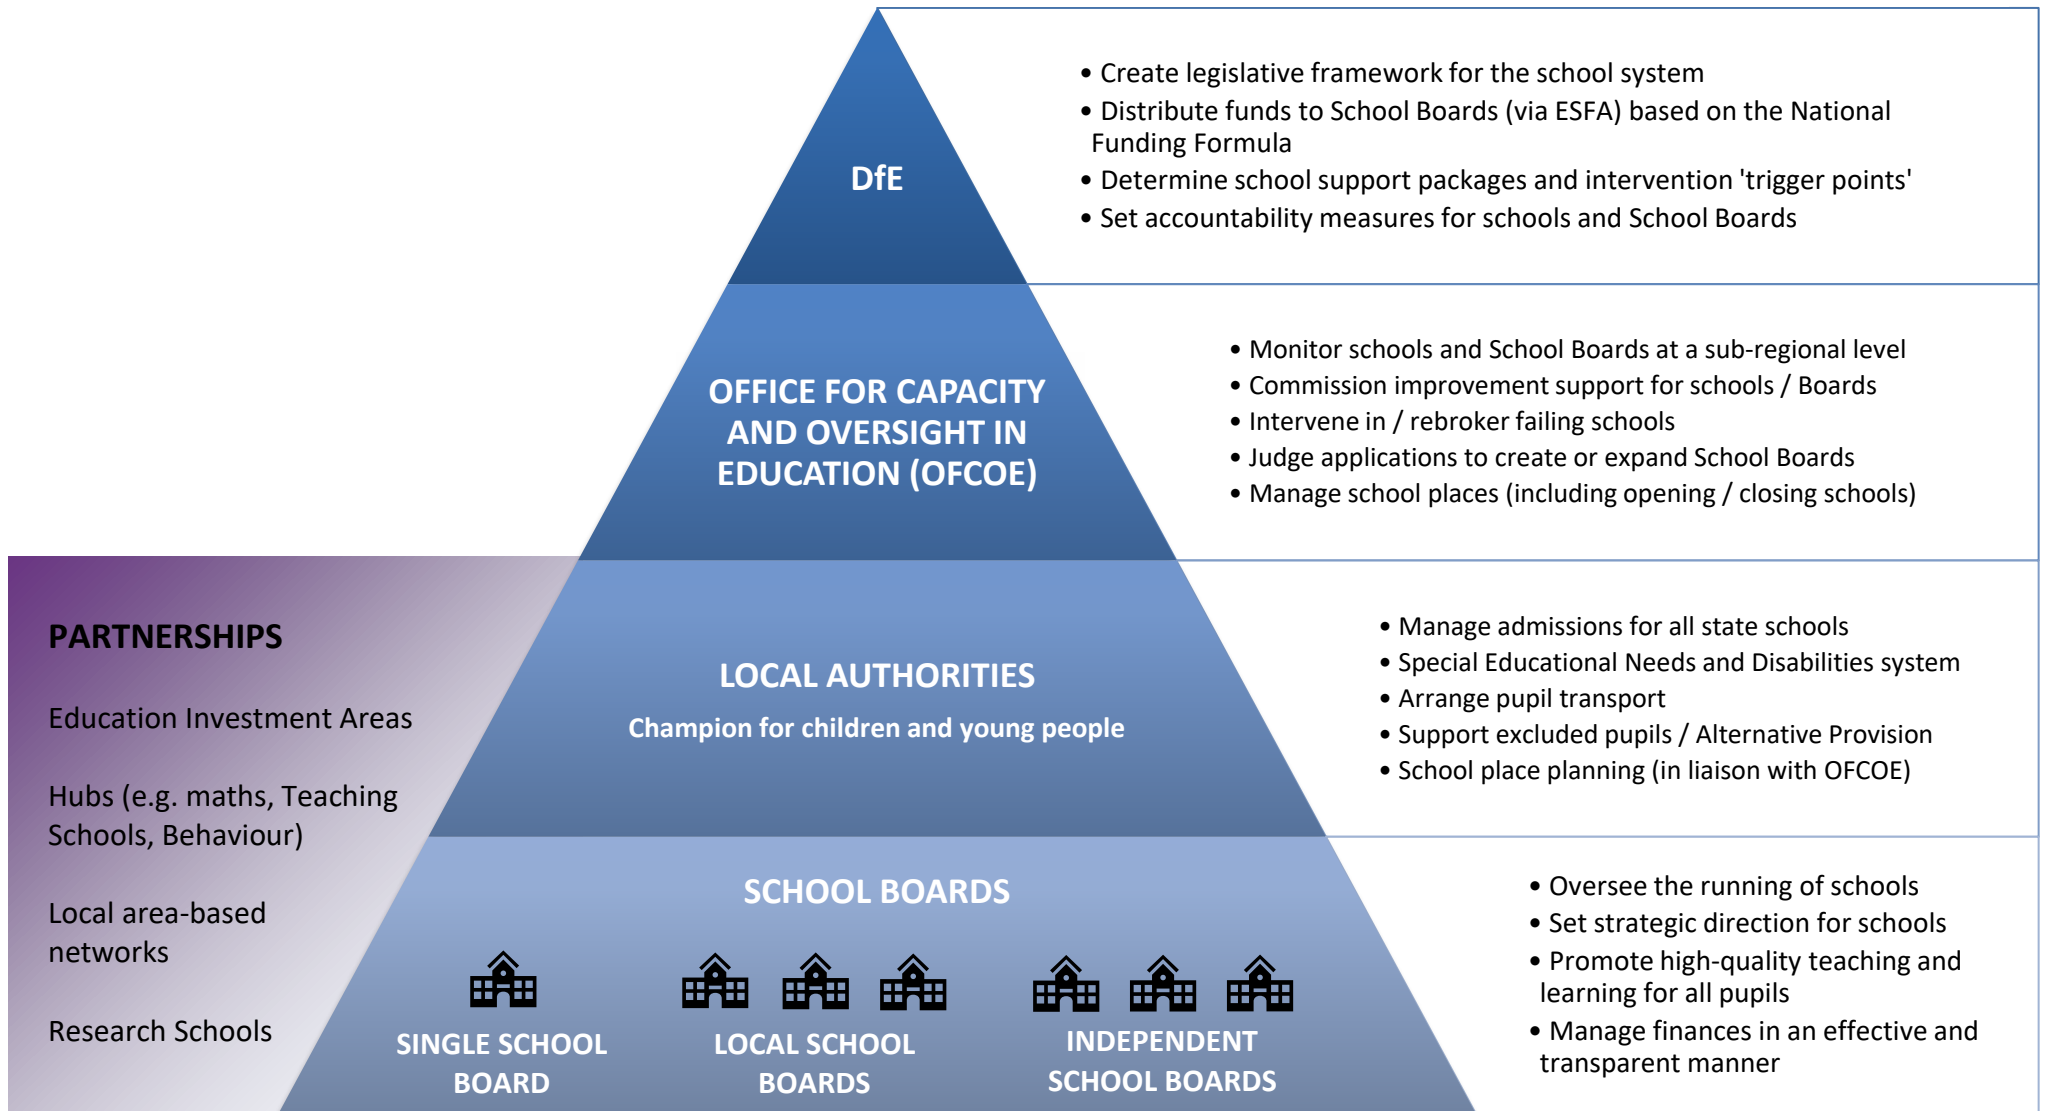 DfE
• Create legislative framework for the school system
• Distribute funds to School Boards (via ESFA) based on the National
Funding Formula
• Determine school support packages and intervention 'trigger points'
• Set accountability measures for schools and School Boards
OFFICE FOR CAPACITY
AND OVERSIGHT IN
EDUCATION (OFCOE)
• Monitor schools and School Boards at a sub-regional level
• Commission improvement support for schools / Boards
• Intervene in / rebroker failing schools
• Judge applications to create or expand School Boards
• Manage school places (including opening / closing schools)
PARTNERSHIPS
Education Investment Areas
Hubs (e.g. maths, Teaching
Schools, Behaviour)
Local area-based
networks
Research Schools
LOCAL AUTHORITIES
Champion for children and young people
• Manage admissions for all state schools
• Special Educational Needs and Disabilities system
• Arrange pupil transport
• Support excluded pupils / Alternative Provision
• School place planning (in liaison with OFCOE)
SCHOOL BOARDS
SINGLE SCHOOL
BOARD
LOCAL SCHOOL
BOARDS
INDEPENDENT
SCHOOL BOARDS
• Oversee the running of schools
• Set strategic direction for schools
• Promote high-quality teaching and
learning for all pupils
• Manage finances in an effective and
transparent manner